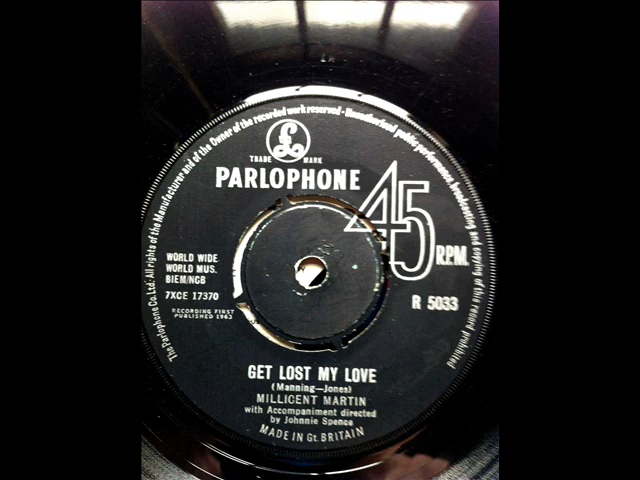 The Parlophone Co. Ltd. All rights of the Manufacturer and of the Owner of the recorded work reserved · Unauthorised public performance, broadcasting and copying of this record prohibited
£
TRADE MARK
PARLOPHONE
45
R.P.M.
WORLD WIDE
WORLD MUS.
BIEM/NCB
7XCE 17370
R 5033
RECORDING FIRST
PUBLISHED 1963
GET LOST MY LOVE
(Manning—Jones)
MILLICENT MARTIN
with Accompaniment directed
by Johnnie Spence
MADE IN Gt. BRITAIN